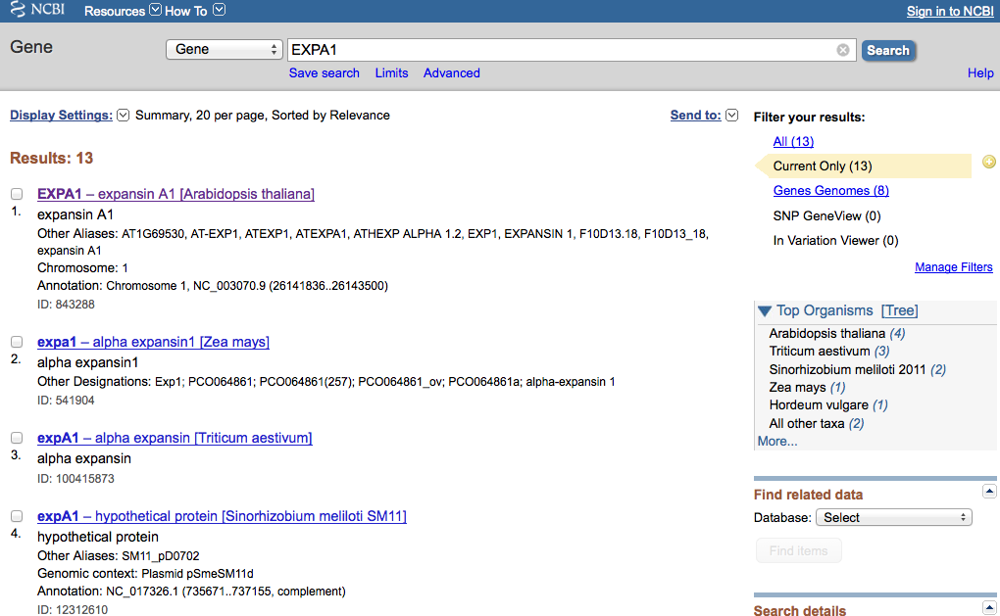 NCBI Resources How To Sign in to NCBI
Gene Gene EXPA1 Search
Save search Limits Advanced Help
Display Settings: Summary, 20 per page, Sorted by Relevance Send to:
Results: 13
EXPA1 – expansin A1 [Arabidopsis thaliana]
1. expansin A1
Other Aliases: AT1G69530, AT-EXP1, ATEXP1, ATEXPA1, ATHEXP ALPHA 1.2, EXP1, EXPANSIN 1, F10D13.18, F10D13_18,
expansin A1
Chromosome: 1
Annotation: Chromosome 1, NC_003070.9 (26141836..26143500)
ID: 843288
expa1 – alpha expansin1 [Zea mays]
2. alpha expansin1
Other Designations: Exp1; PCO064861; PCO064861(257); PCO064861_ov; PCO064861a; alpha-expansin 1
ID: 541904
expA1 – alpha expansin [Triticum aestivum]
3. alpha expansin
ID: 100415873
expA1 – hypothetical protein [Sinorhizobium meliloti SM11]
4. hypothetical protein
Other Aliases: SM11_pD0702
Genomic context: Plasmid pSmeSM11d
Annotation: NC_017326.1 (735671..737155, complement)
ID: 12312610
Filter your results:
All (13)
Current Only (13)
Genes Genomes (8)
SNP GeneView (0)
In Variation Viewer (0)
Manage Filters
Top Organisms [Tree]
Arabidopsis thaliana (4)
Triticum aestivum (3)
Sinorhizobium meliloti 2011 (2)
Zea mays (1)
Hordeum vulgare (1)
All other taxa (2)
More...
Find related data
Database: Select
Find items
Search details